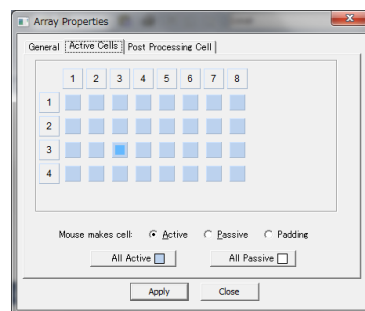 Array Properties
General Active Cells Post Processing Cell
1 2 3 4 5 6 7 8
1
2
3
4
Mouse makes cell: Active Passive Padding
All Active All Passive
Apply Close